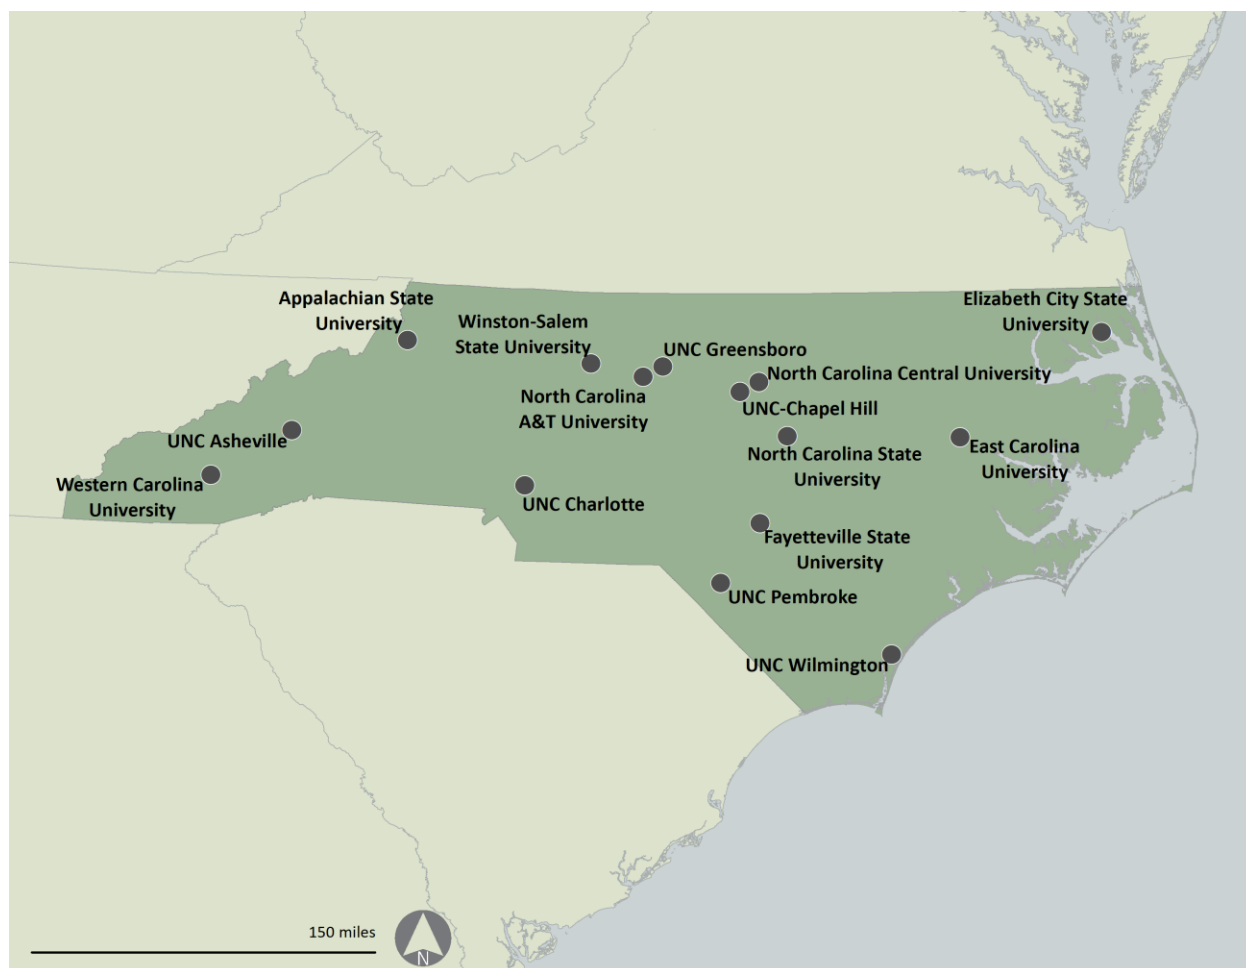 Appalachian State
University
Elizabeth City State
University
Winston-Salem
State University
UNC Greensboro
North Carolina Central University
North Carolina
A&T University
UNC-Chapel Hill
UNC Asheville
North Carolina State
University
East Carolina
University
Western Carolina
University
UNC Charlotte
Fayetteville State
University
UNC Pembroke
UNC Wilmington
150 miles
N